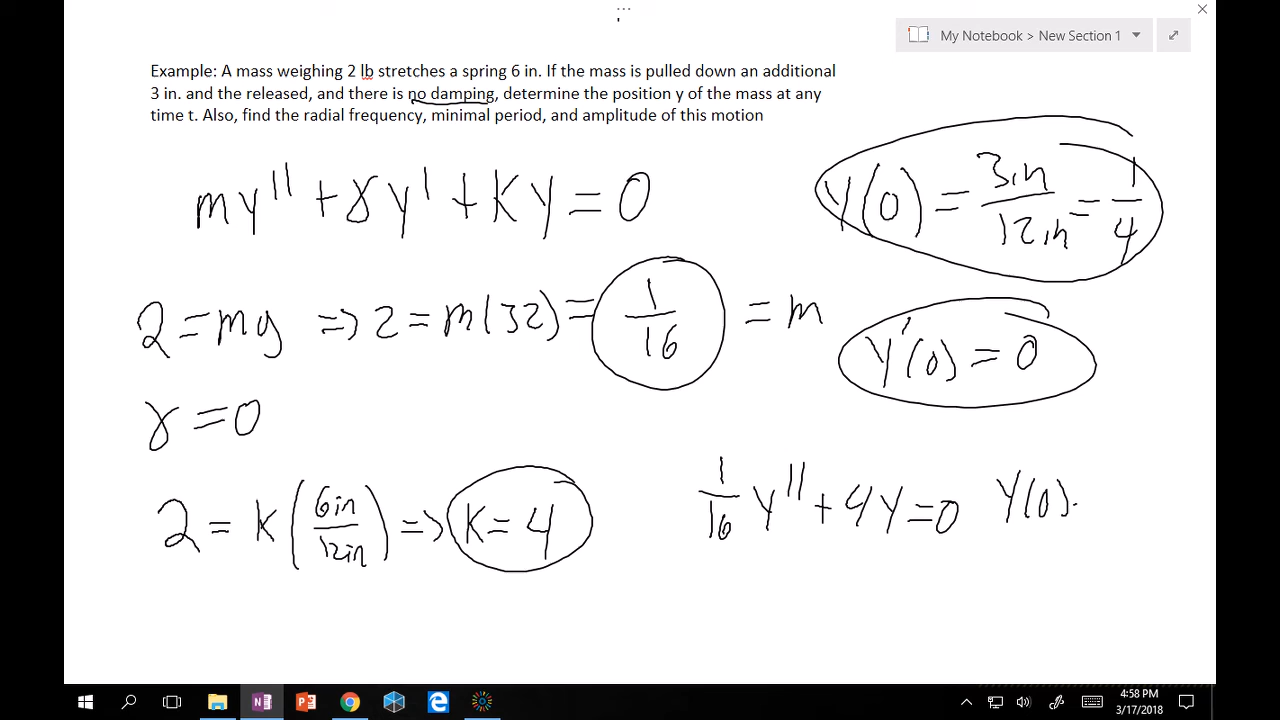 My Notebook > New Section 1
Example: A mass weighing 2 lb stretches a spring 6 in. If the mass is pulled down an additional
3 in. and the released, and there is no damping, determine the position y of the mass at any
time t. Also, find the radial frequency, minimal period, and amplitude of this motion
my'' + γy' + Ky = 0
y(0) = 3in/12in = 1/4
2 = mg => 2 = m(32) = 1/16 = m
y'(0) = 0
γ = 0
2 = K(6in/12in) => K = 4
1/16 y'' + 4y = 0 y(0)
4:58 PM
3/17/2018